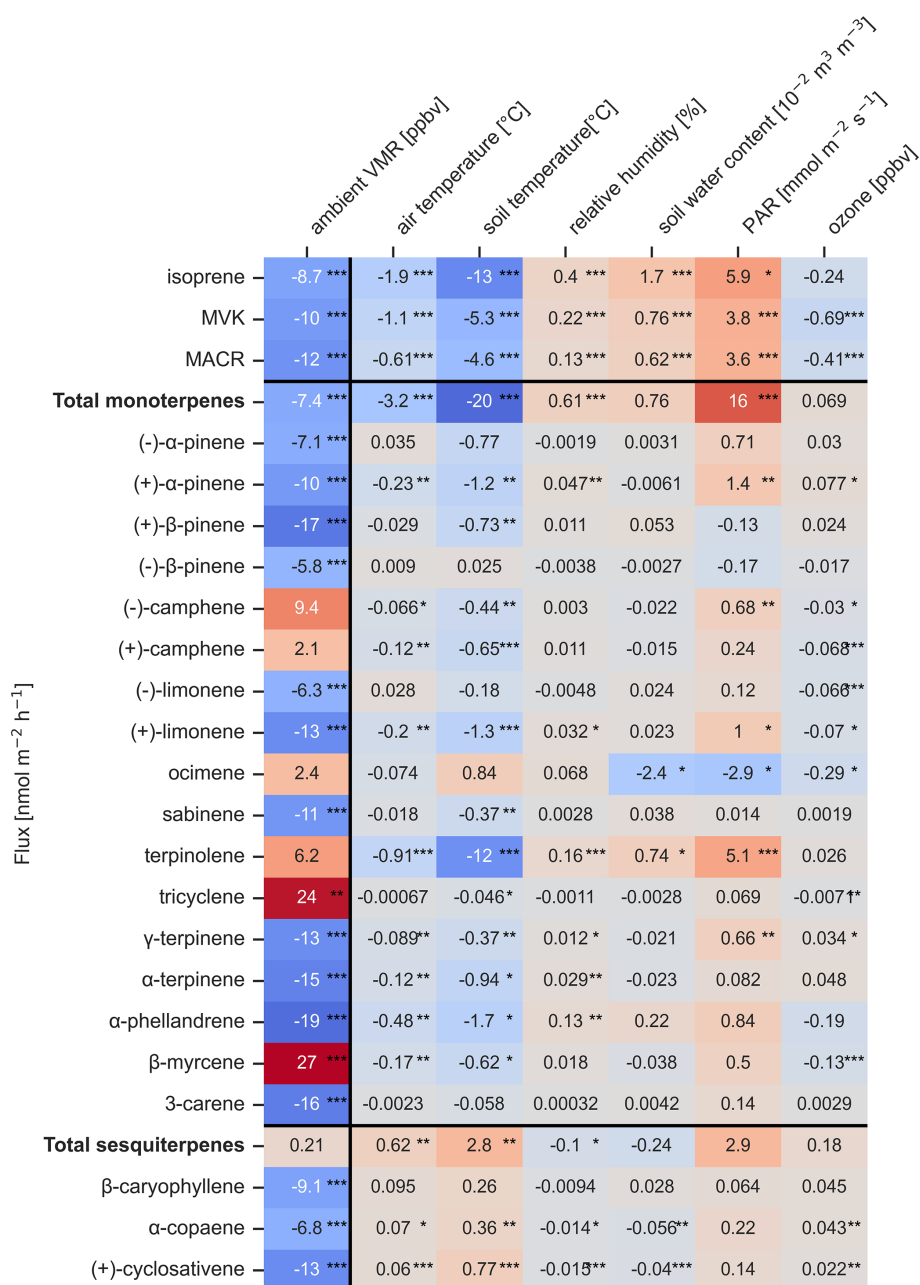 ambient VMR [ppbv]
air temperature [°C]
soil temperature[°C]
relative humidity [%]
soil water content [10⁻² m³ m⁻³]
PAR [mmol m⁻² s⁻¹]
ozone [ppbv]
Flux [nmol m⁻² h⁻¹]
isoprene -8.7 *** -1.9 *** -13 *** 0.4 *** 1.7 *** 5.9 * -0.24
MVK -10 *** -1.1 *** -5.3 *** 0.22 *** 0.76 *** 3.8 *** -0.69 ***
MACR -12 *** -0.61 *** -4.6 *** 0.13 *** 0.62 *** 3.6 *** -0.41 ***
Total monoterpenes -7.4 *** -3.2 *** -20 *** 0.61 *** 0.76 16 *** 0.069
(-)-α-pinene -7.1 *** 0.035 -0.77 -0.0019 0.0031 0.71 0.03
(+)-α-pinene -10 *** -0.23 ** -1.2 ** 0.047 ** -0.0061 1.4 ** 0.077 *
(+)-β-pinene -17 *** -0.029 -0.73 ** 0.011 0.053 -0.13 0.024
(-)-β-pinene -5.8 *** 0.009 0.025 -0.0038 -0.0027 -0.17 -0.017
(-)-camphene 9.4 -0.066 * -0.44 ** 0.003 -0.022 0.68 ** -0.03 *
(+)-camphene 2.1 -0.12 ** -0.65 *** 0.011 -0.015 0.24 -0.068 ***
(-)-limonene -6.3 *** 0.028 -0.18 -0.0048 0.024 0.12 -0.066 ***
(+)-limonene -13 *** -0.2 ** -1.3 *** 0.032 * 0.023 1 * -0.07 *
ocimene 2.4 -0.074 0.84 0.068 -2.4 * -2.9 * -0.29 *
sabinene -11 *** -0.018 -0.37 ** 0.0028 0.038 0.014 0.0019
terpinolene 6.2 -0.91 *** -12 *** 0.16 *** 0.74 * 5.1 *** 0.026
tricyclene 24 ** -0.00067 -0.046 * -0.0011 -0.0028 0.069 -0.0071 **
γ-terpinene -13 *** -0.089 ** -0.37 ** 0.012 * -0.021 0.66 ** 0.034 *
α-terpinene -15 *** -0.12 ** -0.94 * 0.029 ** -0.023 0.082 0.048
α-phellandrene -19 *** -0.48 ** -1.7 * 0.13 ** 0.22 0.84 -0.19
β-myrcene 27 *** -0.17 ** -0.62 * 0.018 -0.038 0.5 -0.13 ***
3-carene -16 *** -0.0023 -0.058 0.00032 0.0042 0.14 0.0029
Total sesquiterpenes 0.21 0.62 ** 2.8 ** -0.1 * -0.24 2.9 0.18
β-caryophyllene -9.1 *** 0.095 0.26 -0.0094 0.028 0.064 0.045
α-copaene -6.8 *** 0.07 * 0.36 ** -0.014 * -0.056 ** 0.22 0.043 **
(+)-cyclosativene -13 *** 0.06 *** 0.77 *** -0.015 *** -0.04 *** 0.14 0.022 **